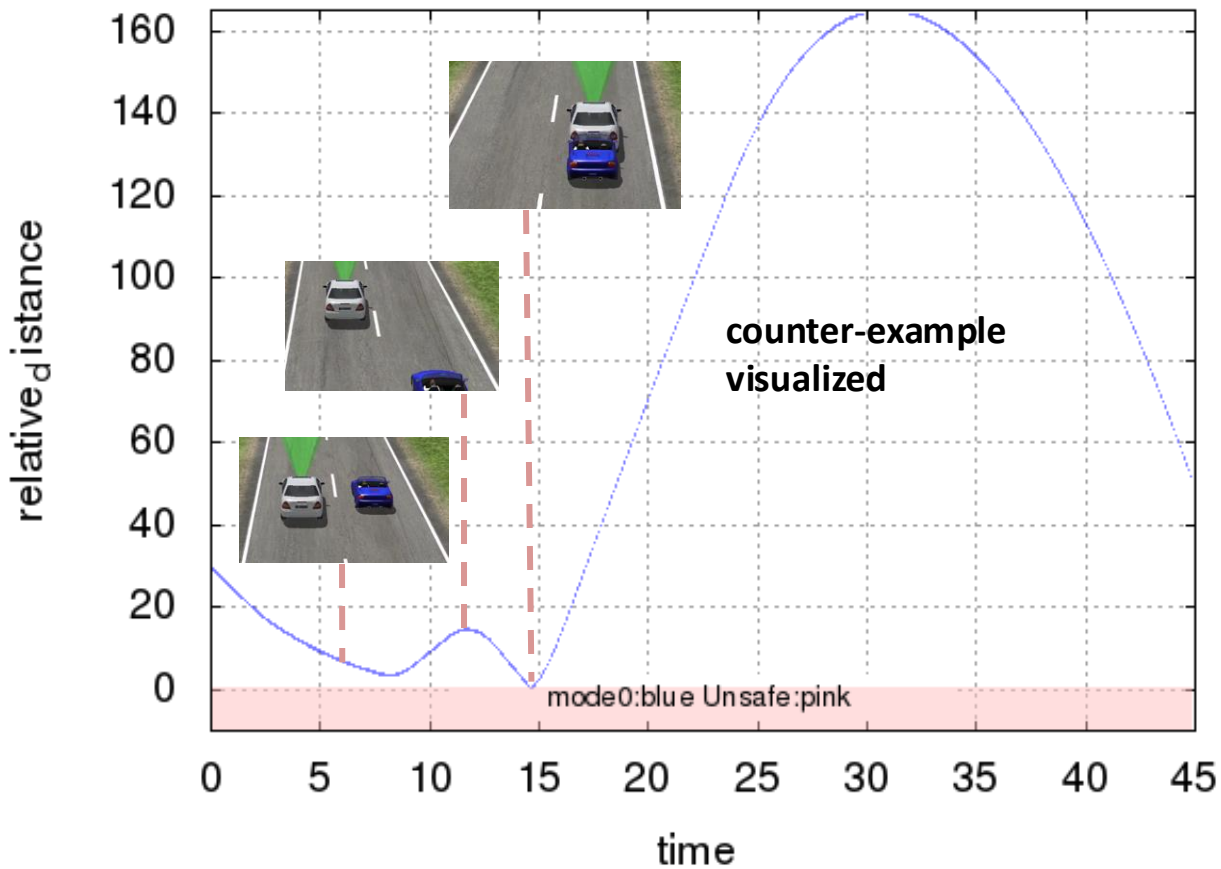 160
140
120
100
80
60
40
20
0
relative_distance
counter-example
visualized
mode0:blue Unsafe:pink
0 5 10 15 20 25 30 35 40 45
time